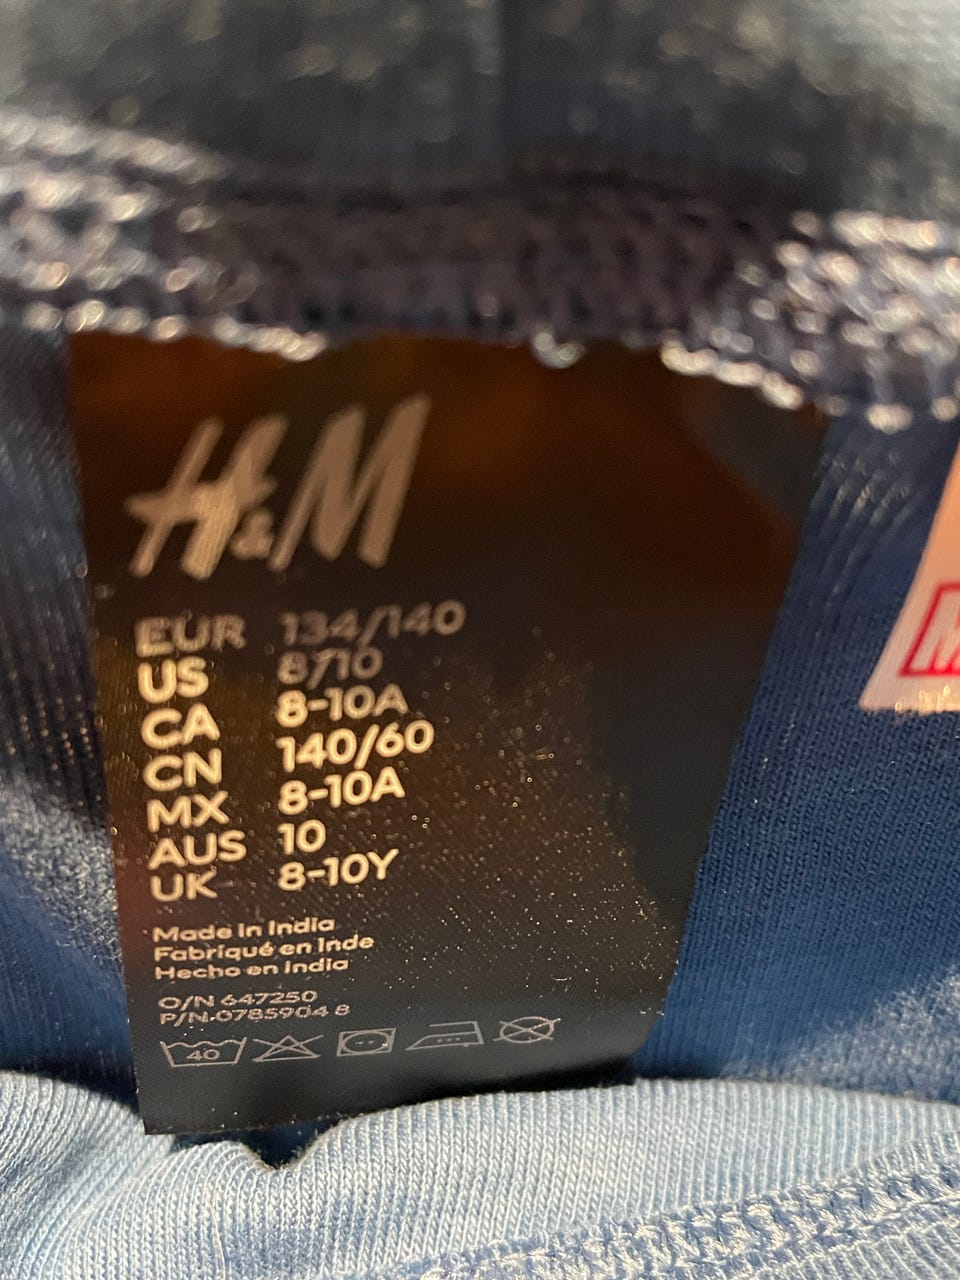 H&M
EUR 134/140
US 8/10
CA 8-10A
CN 140/60
MX 8-10A
AUS 10
UK 8-10Y
Made in India
Fabriqué en Inde
Hecho en India
O/N 647250
P/N.0785904 8
40